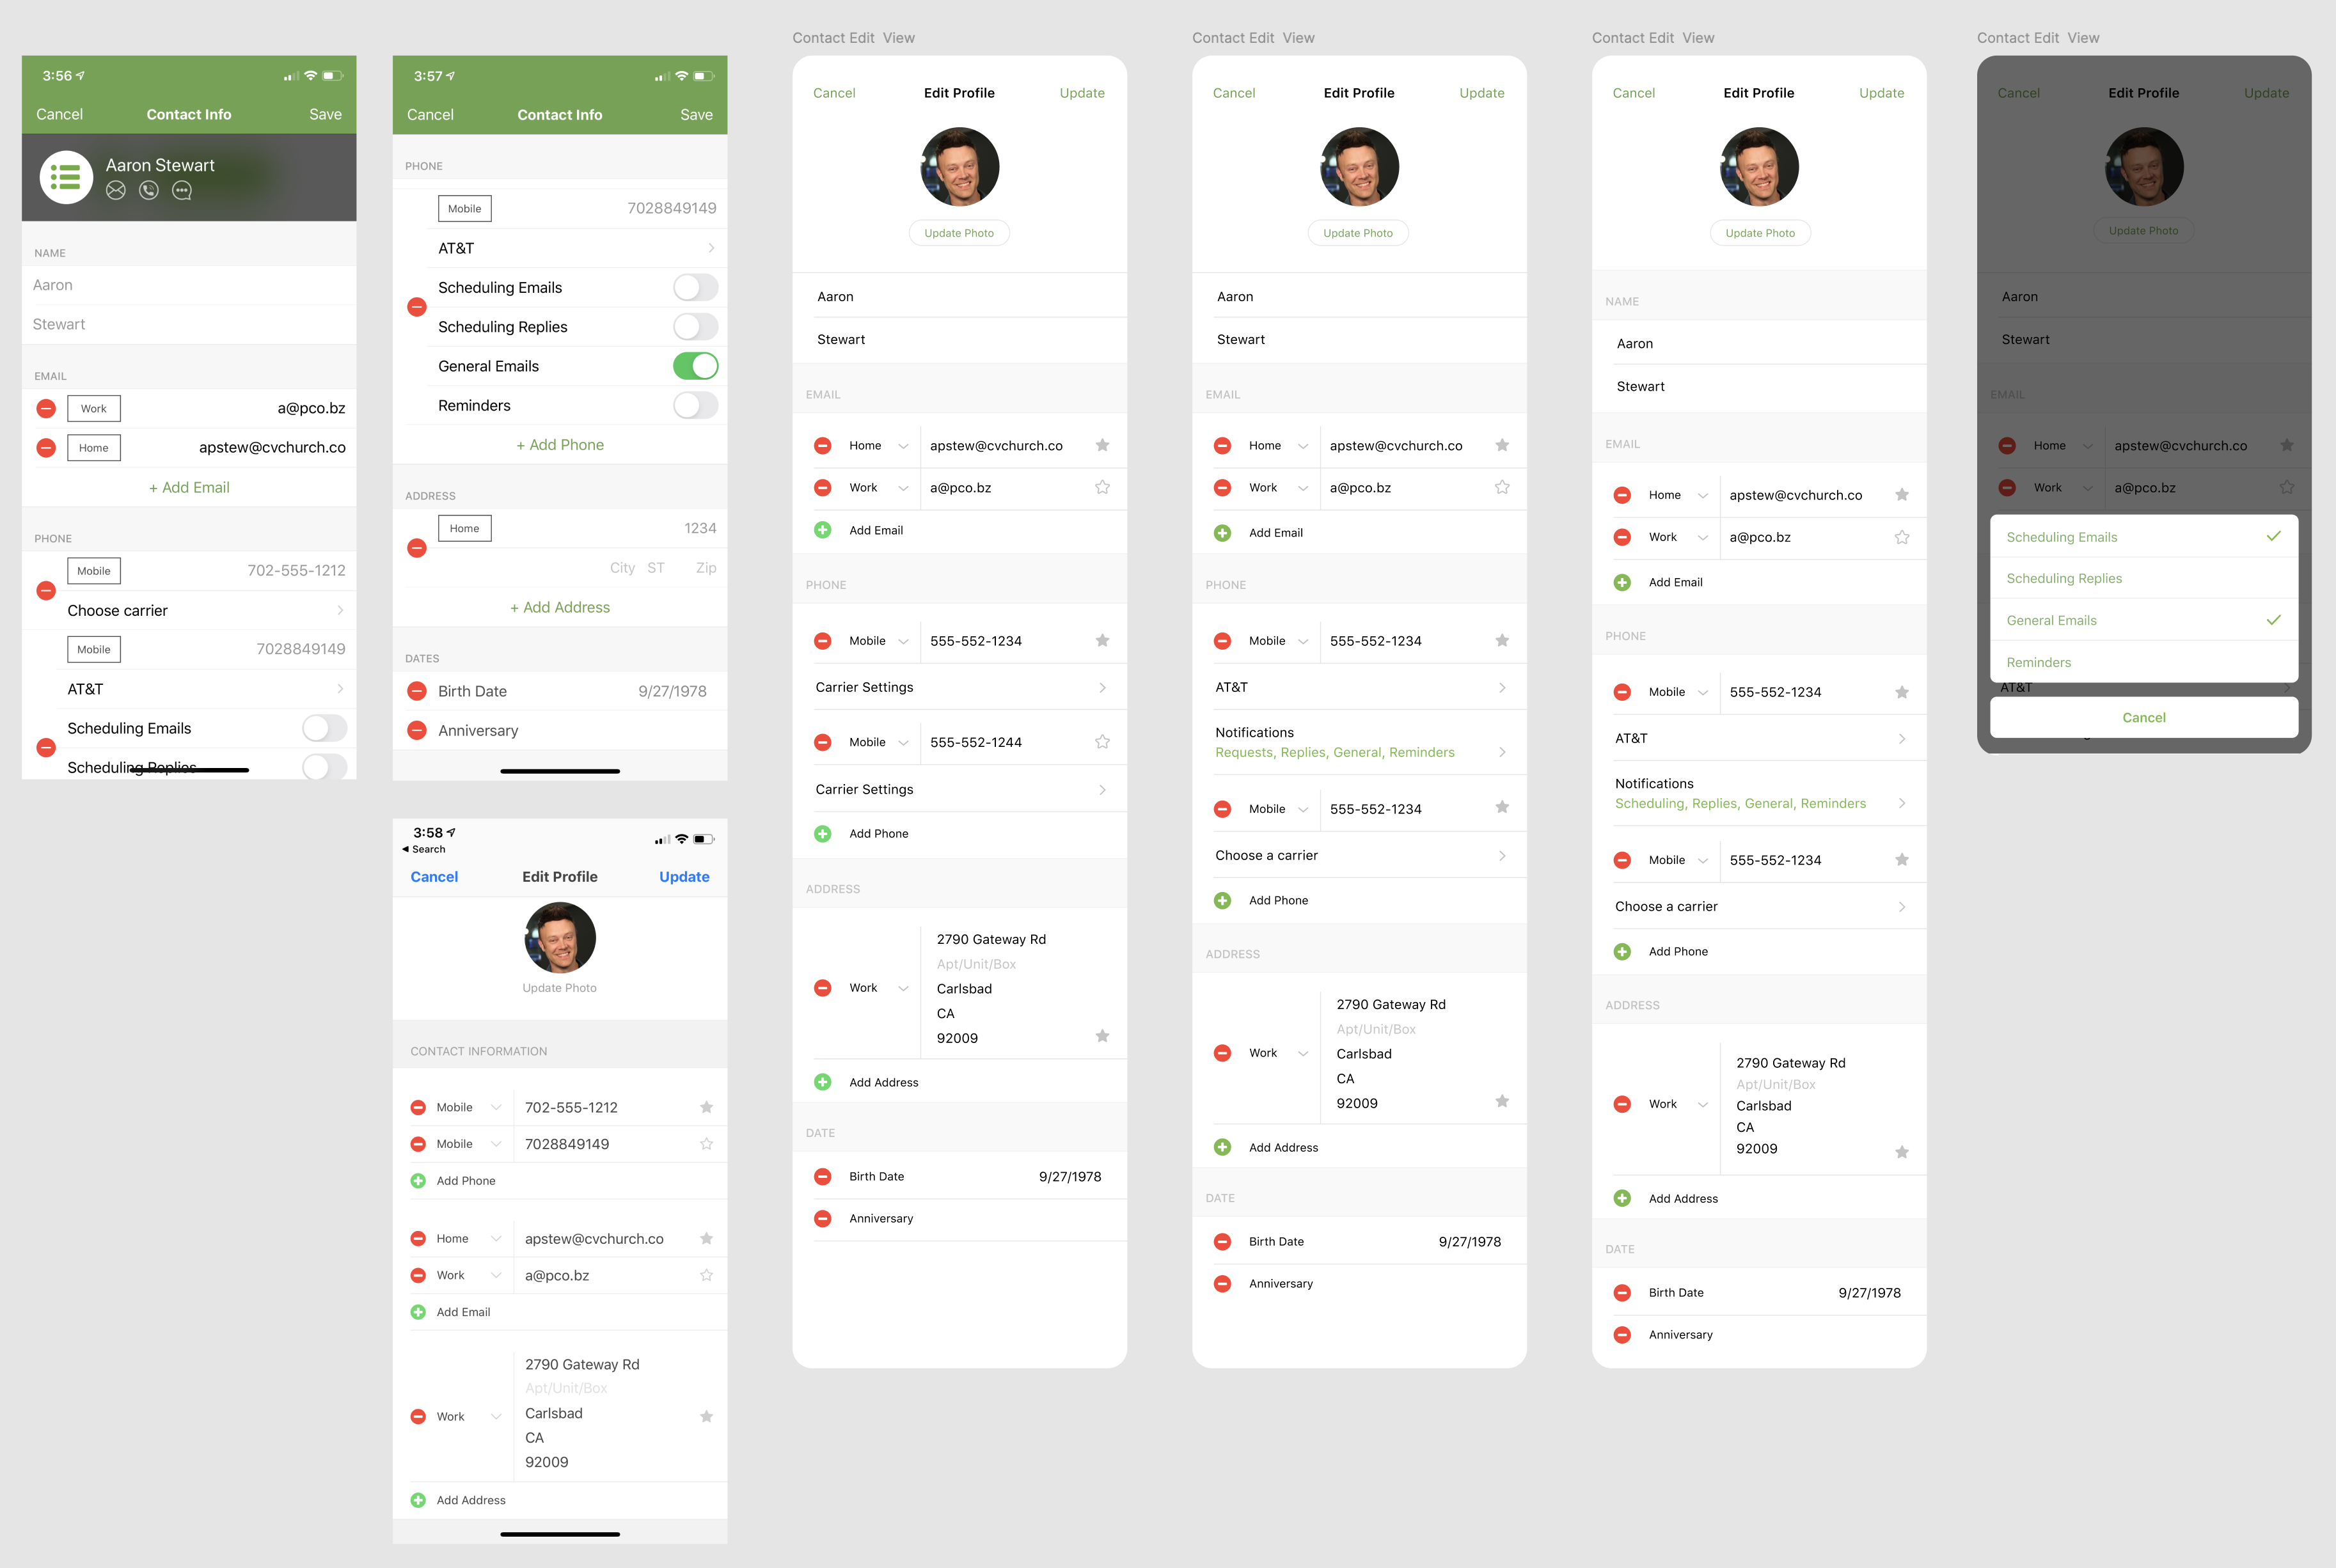 3:56
Cancel Contact Info Save
Aaron Stewart
NAME
Aaron
Stewart
EMAIL
Work a@pco.bz
Home apstew@cvchurch.co
+ Add Email
PHONE
Mobile 702-555-1212
Choose carrier
Mobile 7028849149
AT&T
Scheduling Emails
Scheduling Replies
3:57
Cancel Contact Info Save
PHONE
Mobile 7028849149
AT&T
Scheduling Emails
Scheduling Replies
General Emails
Reminders
+ Add Phone
ADDRESS
Home 1234
City ST Zip
+ Add Address
DATES
Birth Date 9/27/1978
Anniversary
3:58
Search
Cancel Edit Profile Update
Update Photo
CONTACT INFORMATION
Mobile 702-555-1212
Mobile 7028849149
Add Phone
Home apstew@cvchurch.co
Work a@pco.bz
Add Email
2790 Gateway Rd
Apt/Unit/Box
Work Carlsbad
CA
92009
Add Address
Contact Edit View
Cancel Edit Profile Update
Update Photo
Aaron
Stewart
EMAIL
Home apstew@cvchurch.co
Work a@pco.bz
Add Email
PHONE
Mobile 555-552-1234
Carrier Settings
Mobile 555-552-1244
Carrier Settings
Add Phone
ADDRESS
2790 Gateway Rd
Apt/Unit/Box
Work Carlsbad
CA
92009
Add Address
DATE
Birth Date 9/27/1978
Anniversary
Contact Edit View
Cancel Edit Profile Update
Update Photo
Aaron
Stewart
EMAIL
Home apstew@cvchurch.co
Work a@pco.bz
Add Email
PHONE
Mobile 555-552-1234
AT&T
Notifications
Requests, Replies, General, Reminders
Mobile 555-552-1234
Choose a carrier
Add Phone
ADDRESS
2790 Gateway Rd
Apt/Unit/Box
Work Carlsbad
CA
92009
Add Address
DATE
Birth Date 9/27/1978
Anniversary
Contact Edit View
Cancel Edit Profile Update
Update Photo
NAME
Aaron
Stewart
EMAIL
Home apstew@cvchurch.co
Work a@pco.bz
Add Email
PHONE
Mobile 555-552-1234
AT&T
Notifications
Scheduling, Replies, General, Reminders
Mobile 555-552-1234
Choose a carrier
Add Phone
ADDRESS
2790 Gateway Rd
Apt/Unit/Box
Work Carlsbad
CA
92009
Add Address
DATE
Birth Date 9/27/1978
Anniversary
Contact Edit View
Cancel Edit Profile Update
Update Photo
Aaron
Stewart
EMAIL
Home apstew@cvchurch.co
Work a@pco.bz
Scheduling Emails
Scheduling Replies
General Emails
Reminders
AT&T
Cancel